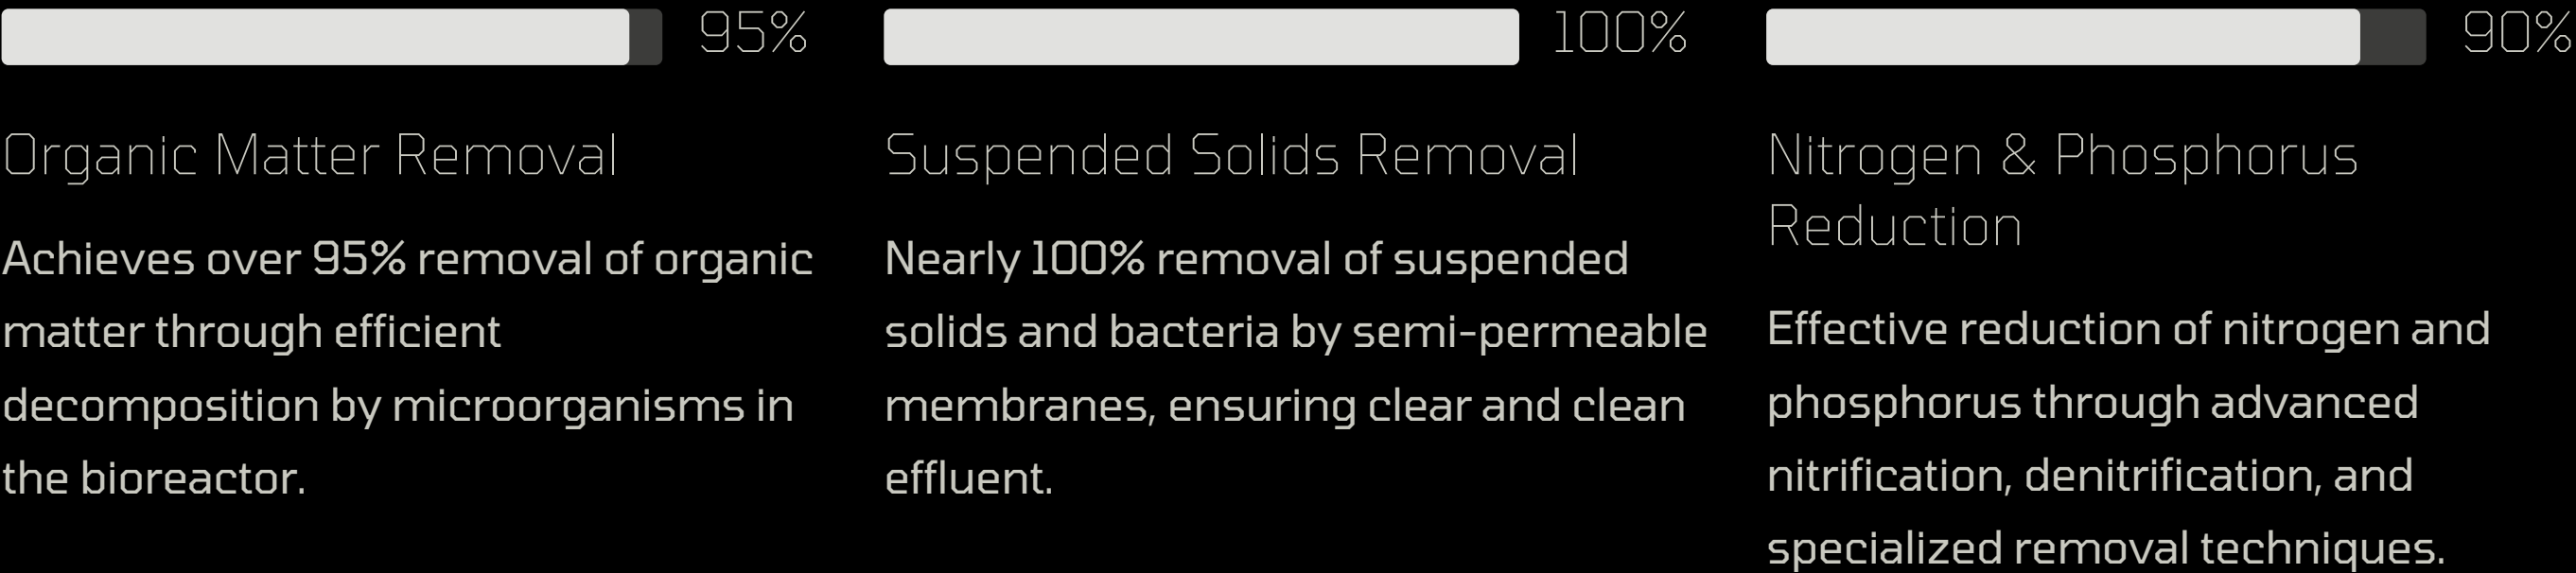 95%
Organic Matter Removal
Achieves over 95% removal of organic
matter through efficient
decomposition by microorganisms in
the bioreactor.
100%
Suspended Solids Removal
Nearly 100% removal of suspended
solids and bacteria by semi-permeable
membranes, ensuring clear and clean
effluent.
90%
Nitrogen & Phosphorus
Reduction
Effective reduction of nitrogen and
phosphorus through advanced
nitrification, denitrification, and
specialized removal techniques.